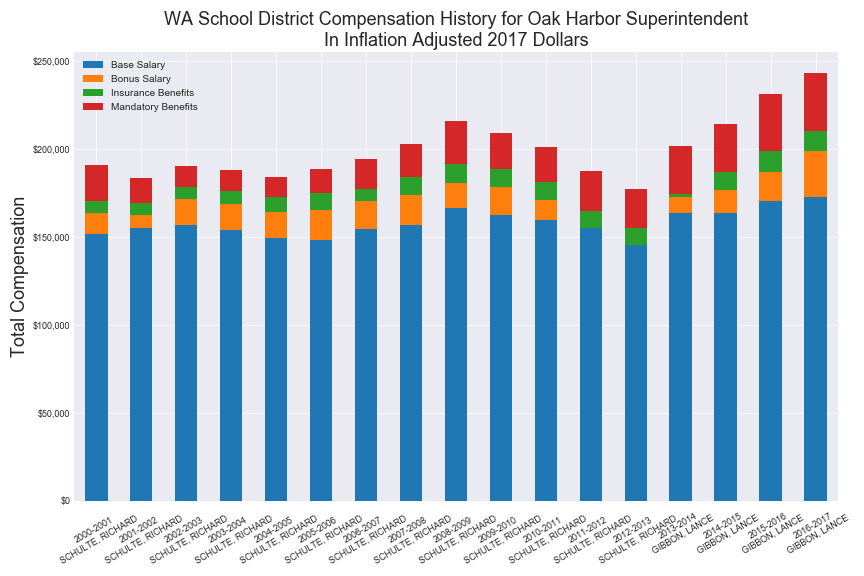 WA School District Compensation History for Oak Harbor Superintendent
In Inflation Adjusted 2017 Dollars
Base Salary
Bonus Salary
Insurance Benefits
Mandatory Benefits
Total Compensation
$250,000
$200,000
$150,000
$100,000
$50,000
$0
2000-2001
SCHULTE, RICHARD
2001-2002
SCHULTE, RICHARD
2002-2003
SCHULTE, RICHARD
2003-2004
SCHULTE, RICHARD
2004-2005
SCHULTE, RICHARD
2005-2006
SCHULTE, RICHARD
2006-2007
SCHULTE, RICHARD
2007-2008
SCHULTE, RICHARD
2008-2009
SCHULTE, RICHARD
2009-2010
SCHULTE, RICHARD
2010-2011
SCHULTE, RICHARD
2011-2012
SCHULTE, RICHARD
2012-2013
SCHULTE, RICHARD
2013-2014
GIBBON, LANCE
2014-2015
GIBBON, LANCE
2015-2016
GIBBON, LANCE
2016-2017
GIBBON, LANCE